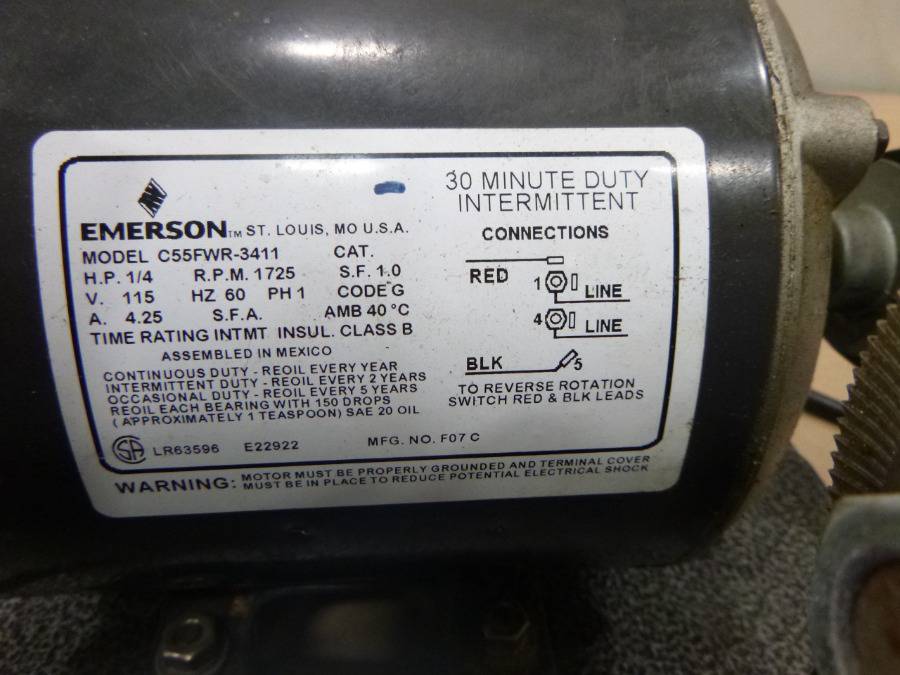 EMERSON TM ST. LOUIS, MO U.S.A.
MODEL C55FWR-3411 CAT.
H.P. 1/4 R.P.M. 1725 S.F. 1.0
V. 115 HZ 60 PH 1 CODE G
A. 4.25 S.F.A. AMB 40 °C
TIME RATING INTMT. INSUL. CLASS B
ASSEMBLED IN MEXICO
CONTINUOUS DUTY - REOIL EVERY YEAR
INTERMITTENT DUTY - REOIL EVERY 2 YEARS
OCCASIONAL DUTY - REOIL EVERY 5 YEARS
REOIL EACH BEARING WITH 150 DROPS
( APPROXIMATELY 1 TEASPOON) SAE 20 OIL
SA LR63596 E22922 MFG. NO. F07 C
30 MINUTE DUTY
INTERMITTENT
CONNECTIONS
RED 1 LINE
4 LINE
BLK 5
TO REVERSE ROTATION
SWITCH RED & BLK LEADS
WARNING: MOTOR MUST BE PROPERLY GROUNDED AND TERMINAL COVER
MUST BE IN PLACE TO REDUCE POTENTIAL ELECTRICAL SHOCK